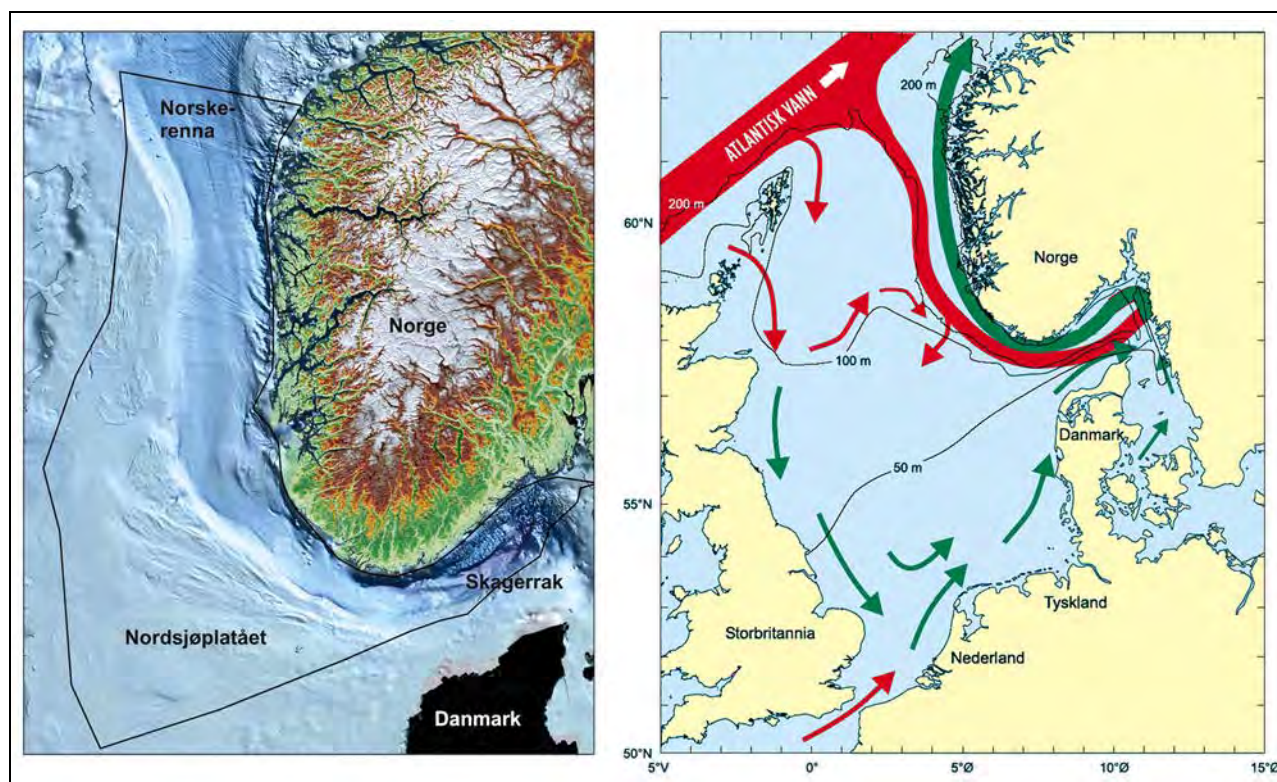 Norske-
renna
Norge
Skagerrak
Nordsjøplatået
Danmark
ATLANTISK VANN
200 m
200 m
60°N
Norge
100 m
Danmark
50 m
55°N
Tyskland
Storbritannia
Nederland
50°N
5°V
0°
5°Ø
10°Ø
15°Ø